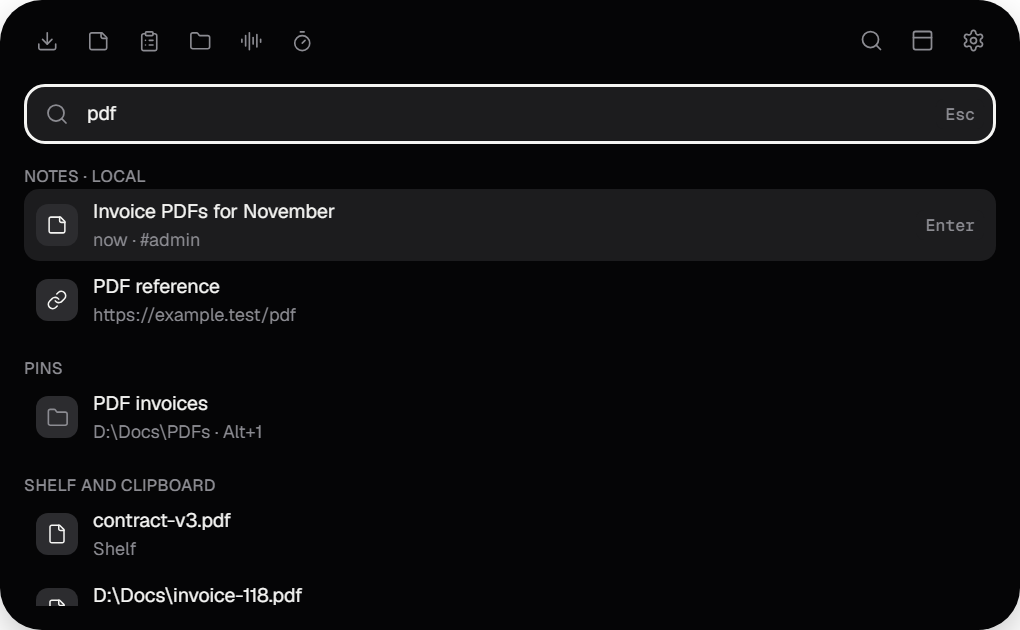 pdf
Esc
NOTES · LOCAL
Invoice PDFs for November
now · #admin
Enter
PDF reference
https://example.test/pdf
PINS
PDF invoices
D:\Docs\PDFs · Alt+1
SHELF AND CLIPBOARD
contract-v3.pdf
Shelf
D:\Docs\invoice-118.pdf